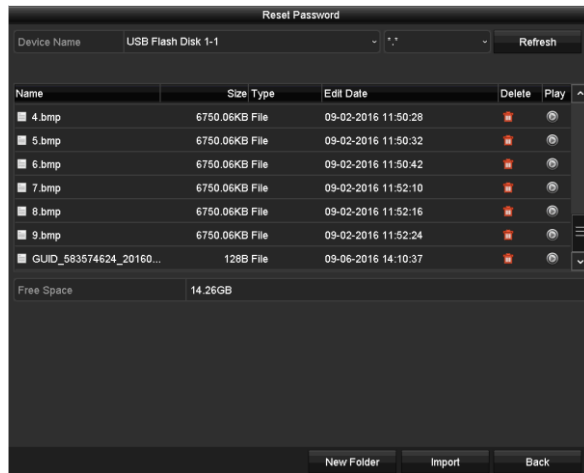 Reset Password
Device Name USB Flash Disk 1-1 *.* Refresh
Name Size Type Edit Date Delete Play
4.bmp 6750.06KB File 09-02-2016 11:50:28
5.bmp 6750.06KB File 09-02-2016 11:50:32
6.bmp 6750.06KB File 09-02-2016 11:50:42
7.bmp 6750.06KB File 09-02-2016 11:52:10
8.bmp 6750.06KB File 09-02-2016 11:52:16
9.bmp 6750.06KB File 09-02-2016 11:52:24
GUID_583574624_20160... 128B File 09-06-2016 14:10:37
Free Space 14.26GB
New Folder Import Back